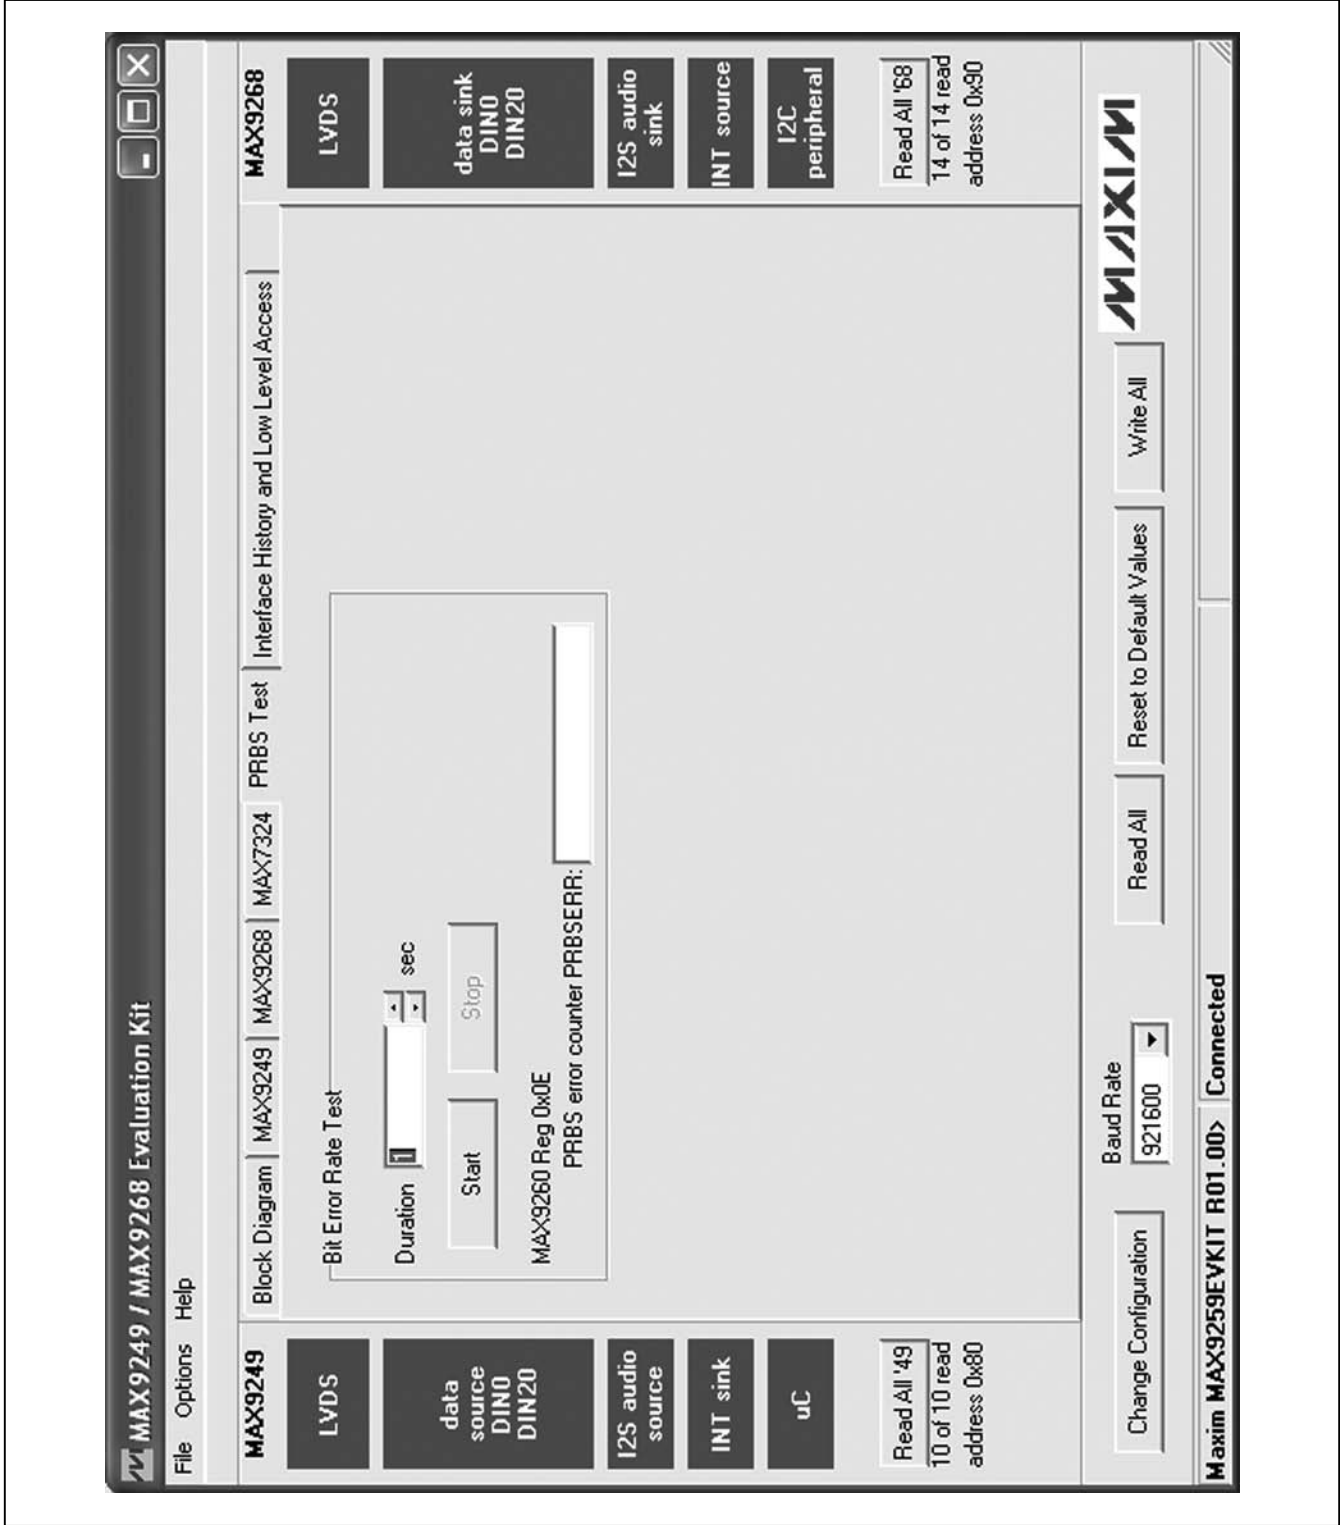 MAX9249 / MAX9268 Evaluation Kit
File Options Help
MAX9249
LVDS
data
source
DIN0
DIN20
I2S audio
source
INT sink
uC
Read All '49
10 of 10 read
address 0x80
Block Diagram MAX9249 MAX9268 MAX7324 PRBS Test Interface History and Low Level Access
Bit Error Rate Test
Duration 1 sec
Start Stop
MAX9260 Reg 0x0E
PRBS error counter PRBSERR:
MAX9268
LVDS
data sink
DIN0
DIN20
I2S audio
sink
INT source
I2C
peripheral
Read All '68
14 of 14 read
address 0x90
Change Configuration
Baud Rate
921600
Read All
Reset to Default Values
Write All
MAXIM
Maxim MAX9259EVKIT R01.00> Connected